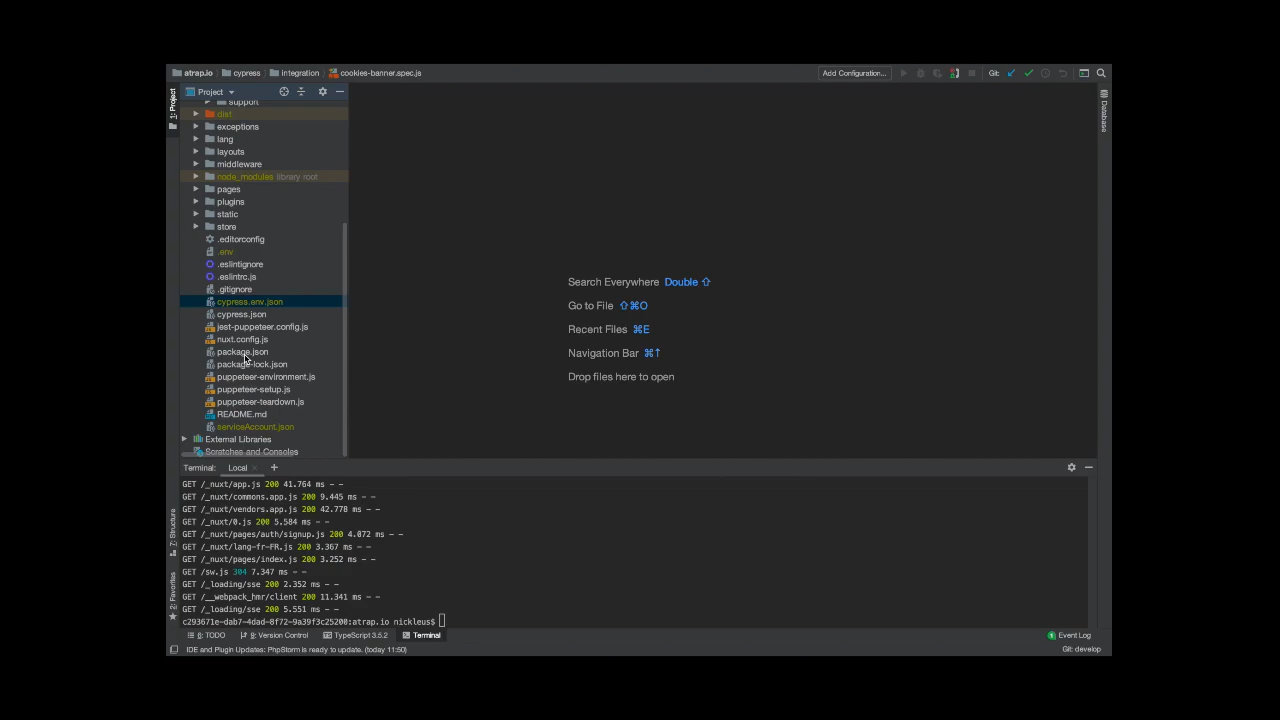 atrap.io cypress integration cookies-banner.spec.js Add Configuration... Git:
1: Project
Project
support
dist
exceptions
lang
layouts
middleware
node_modules library root
pages
plugins
static
store
.editorconfig
.env
.eslintignore
.eslintrc.js
.gitignore
cypress.env.json
cypress.json
jest-puppeteer.config.js
nuxt.config.js
package.json
package-lock.json
puppeteer-environment.js
puppeteer-setup.js
puppeteer-teardown.js
README.md
serviceAccount.json
External Libraries
Scratches and Consoles
Search Everywhere Double ⇧
Go to File ⇧⌘O
Recent Files ⌘E
Navigation Bar ⌘↑
Drop files here to open
Database
Terminal: Local × +
GET /_nuxt/app.js 200 41.764 ms - -
GET /_nuxt/commons.app.js 200 9.445 ms - -
GET /_nuxt/vendors.app.js 200 42.778 ms - -
GET /_nuxt/0.js 200 5.584 ms - -
GET /_nuxt/pages/auth/signup.js 200 4.072 ms - -
GET /_nuxt/lang-fr-FR.js 200 3.367 ms - -
GET /_nuxt/pages/index.js 200 3.252 ms - -
GET /sw.js 304 7.347 ms - -
GET /_loading/sse 200 2.352 ms - -
GET /__webpack_hmr/client 200 11.341 ms - -
GET /_loading/sse 200 5.551 ms - -
c293671e-dab7-4dad-8f72-9a39f3c25200:atrap.io nickleus$
7: Structure
2: Favorites
6: TODO 9: Version Control TypeScript 3.5.2 Terminal 1 Event Log
IDE and Plugin Updates: PhpStorm is ready to update. (today 11:50) Git: develop